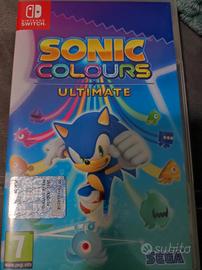 NINTENDO
SWITCH
SONIC
COLOURS
ULTIMATE
7
SEGA
subito